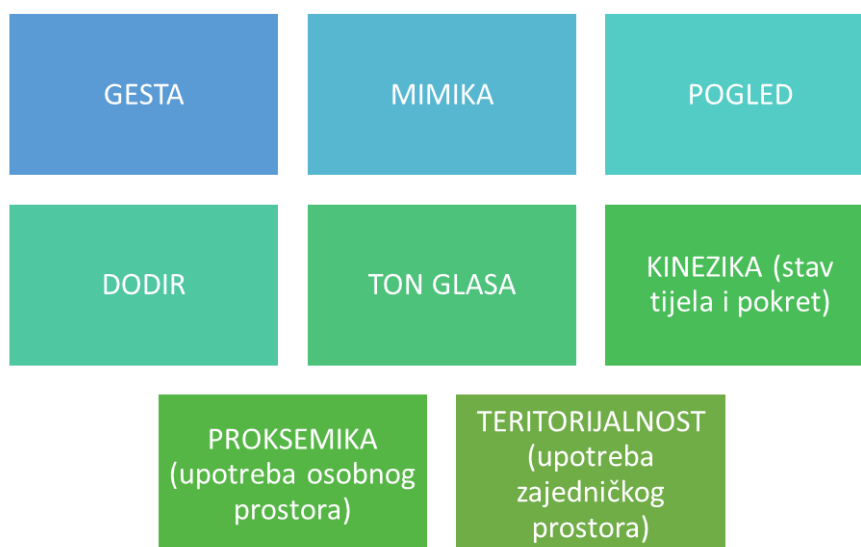 GESTA
MIMIKA
POGLED
DODIR
TON GLASA
KINEZIKA (stav
tijela i pokret)
PROKSEMIKA
(upotreba osobnog
prostora)
TERITORIJALNOST
(upotreba
zajedničkog
prostora)